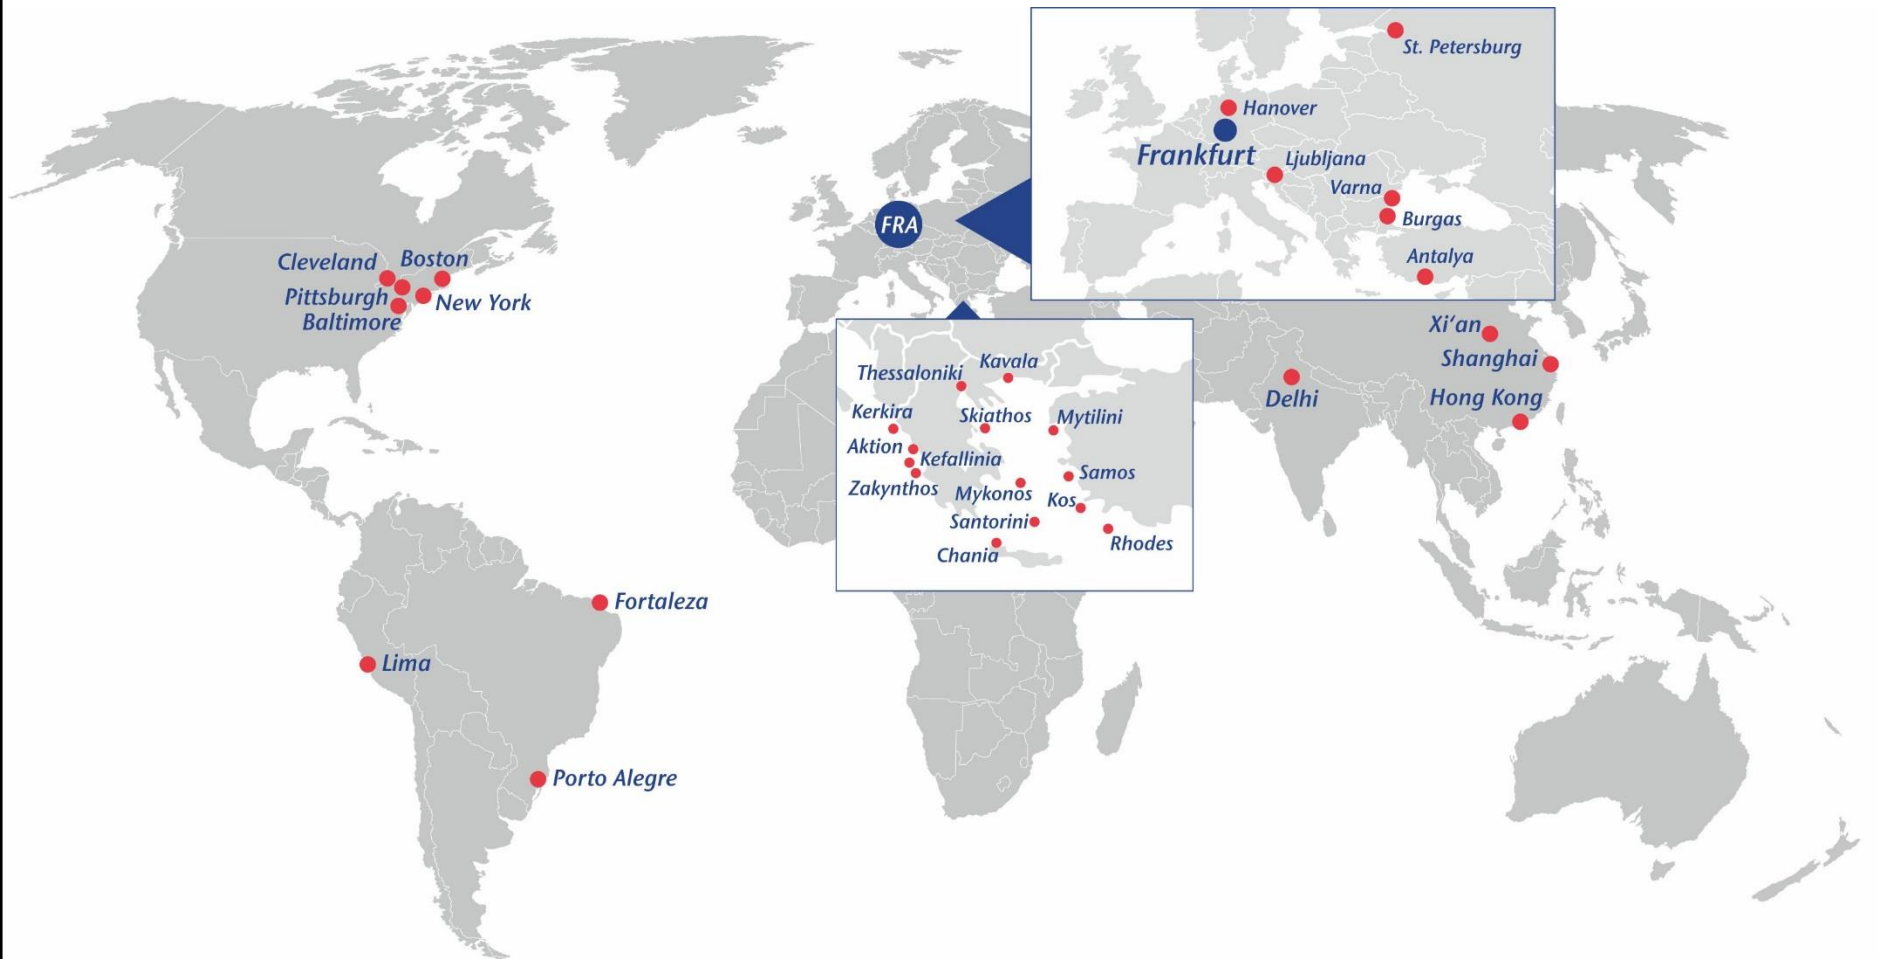 St. Petersburg
Hanover
Frankfurt
Ljubljana
Varna
Burgas
Antalya
FRA
Cleveland
Boston
Pittsburgh
New York
Baltimore
Xi‘an
Shanghai
Delhi
Hong Kong
Kavala
Thessaloniki
Kerkira
Skiathos
Mytilini
Aktion
Kefallinia
Samos
Zakynthos
Mykonos
Kos
Santorini
Rhodes
Chania
Fortaleza
Lima
Porto Alegre